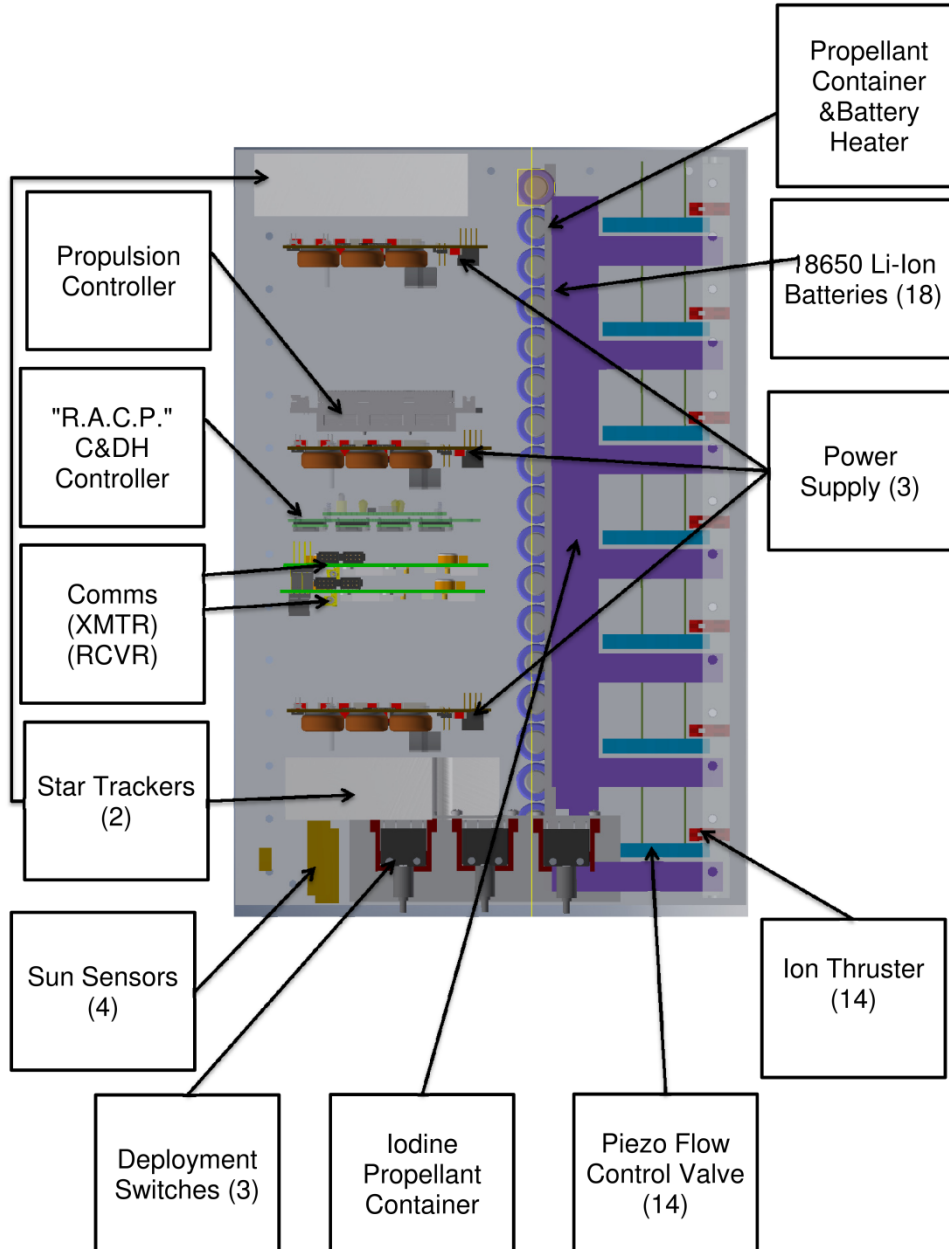 Propellant
Container
&Battery
Heater
Propulsion
Controller
18650 Li-Ion
Batteries (18)
"R.A.C.P."
C&DH
Controller
Power
Supply (3)
Comms
(XMTR)
(RCVR)
Star Trackers
(2)
Sun Sensors
(4)
Ion Thruster
(14)
Deployment
Switches (3)
Iodine
Propellant
Container
Piezo Flow
Control Valve
(14)